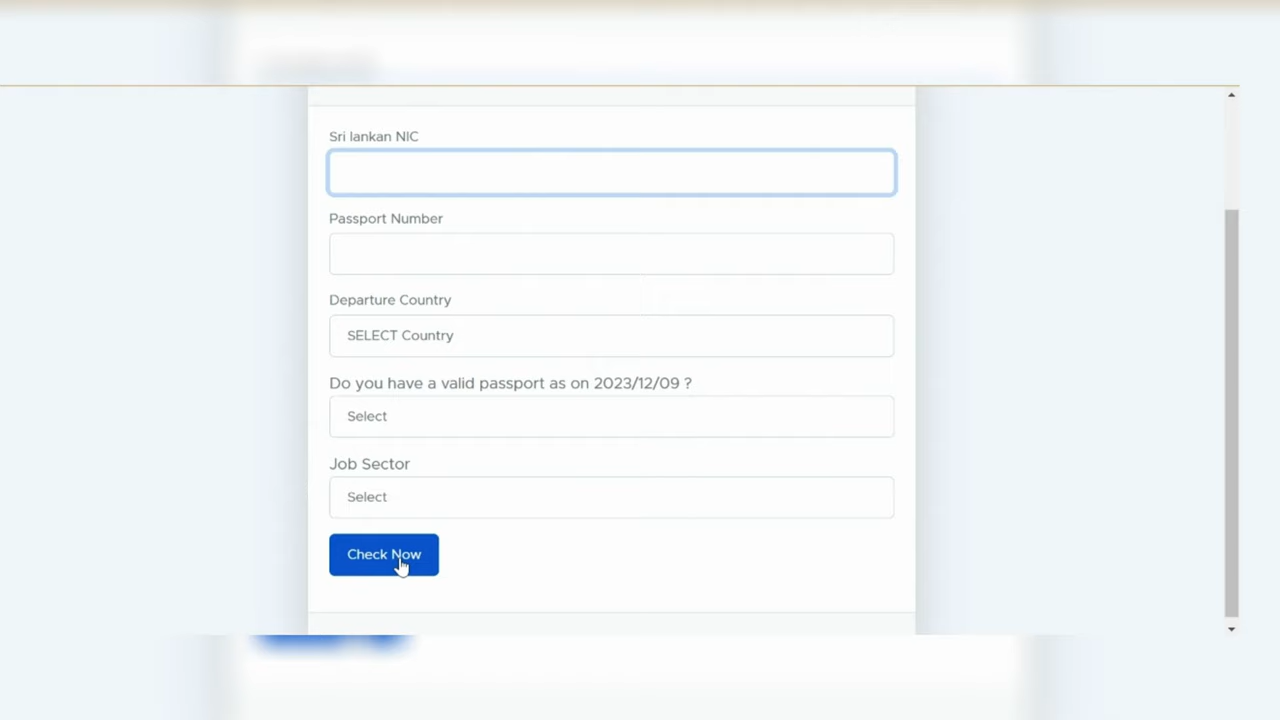 Sri lankan NIC
Passport Number
Departure Country
SELECT Country
Do you have a valid passport as on 2023/12/09 ?
Select
Job Sector
Select
Check Now